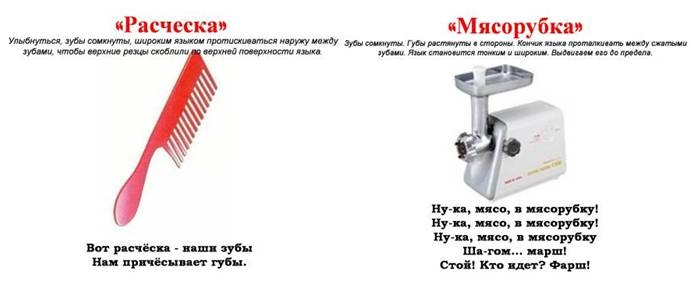 «Расческа»
Улыбнуться, зубы сомкнуты, широким языком протискиваться наружу между
зубами, чтобы верхние резцы скоблили по верхней поверхности языка.
Вот расчёска - наши зубы
Нам причёсывает губы.
«Мясорубка»
Зубы сомкнуты. Губы растянуты в стороны. Кончик языка проталкивать между сжатыми
зубами. Язык становится тонким и широким. Выдвигаем его до предела.
Ну-ка, мясо, в мясорубку!
Ну-ка, мясо, в мясорубку!
Ну-ка, мясо, в мясорубку
Ша-гом... марш!
Стой! Кто идет? Фарш!